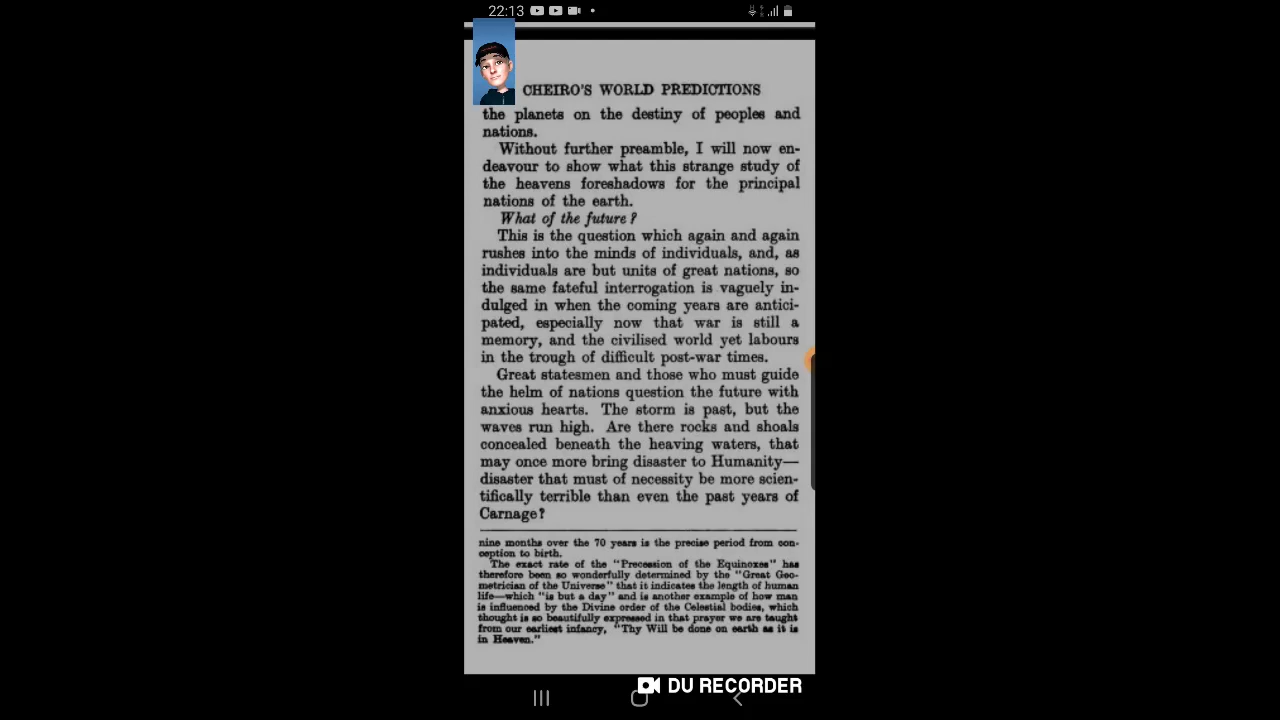 22:13
CHEIRO'S WORLD PREDICTIONS
the planets on the destiny of peoples and
nations.
Without further preamble, I will now en-
deavour to show what this strange study of
the heavens foreshadows for the principal
nations of the earth.
What of the future?
This is the question which again and again
rushes into the minds of individuals, and, as
individuals are but units of great nations, so
the same fateful interrogation is vaguely in-
dulged in when the coming years are antici-
pated, especially now that war is still a
memory, and the civilised world yet labours
in the trough of difficult post-war times.
Great statesmen and those who must guide
the helm of nations question the future with
anxious hearts. The storm is past, but the
waves run high. Are there rocks and shoals
concealed beneath the heaving waters, that
may once more bring disaster to Humanity—
disaster that must of necessity be more scien-
tifically terrible than even the past years of
Carnage?
nine months over the 70 years is the precise period from con-
ception to birth.
The exact rate of the "Precession of the Equinoxes" has
therefore been so wonderfully determined by the "Great Geo-
metrician of the Universe" that it indicates the length of human
life—which "is but a day" and is another example of how man
is influenced by the Divine order of the Celestial bodies, which
thought is so beautifully expressed in that prayer we are taught
from our earliest infancy, "Thy Will be done on earth as it is
in Heaven."
DU RECORDER